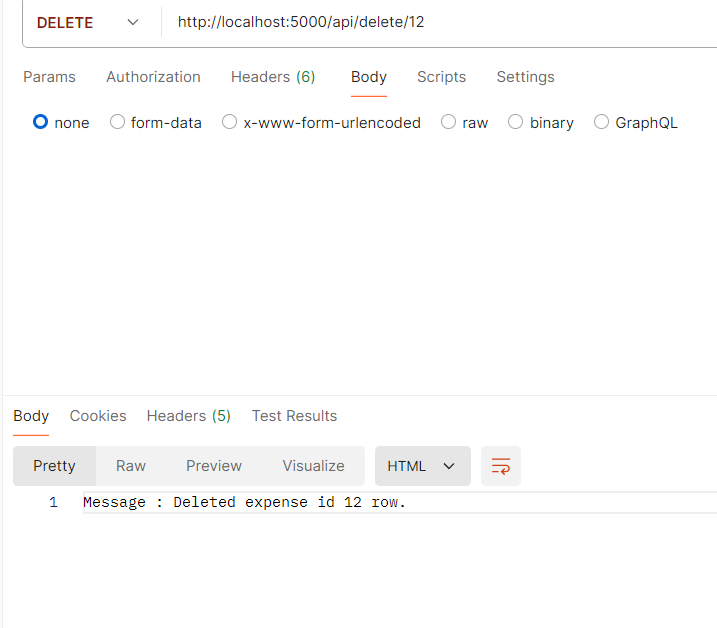 DELETE http://localhost:5000/api/delete/12
Params Authorization Headers (6) Body Scripts Settings
none form-data x-www-form-urlencoded raw binary GraphQL
Body Cookies Headers (5) Test Results
Pretty Raw Preview Visualize HTML
1 Message : Deleted expense id 12 row.